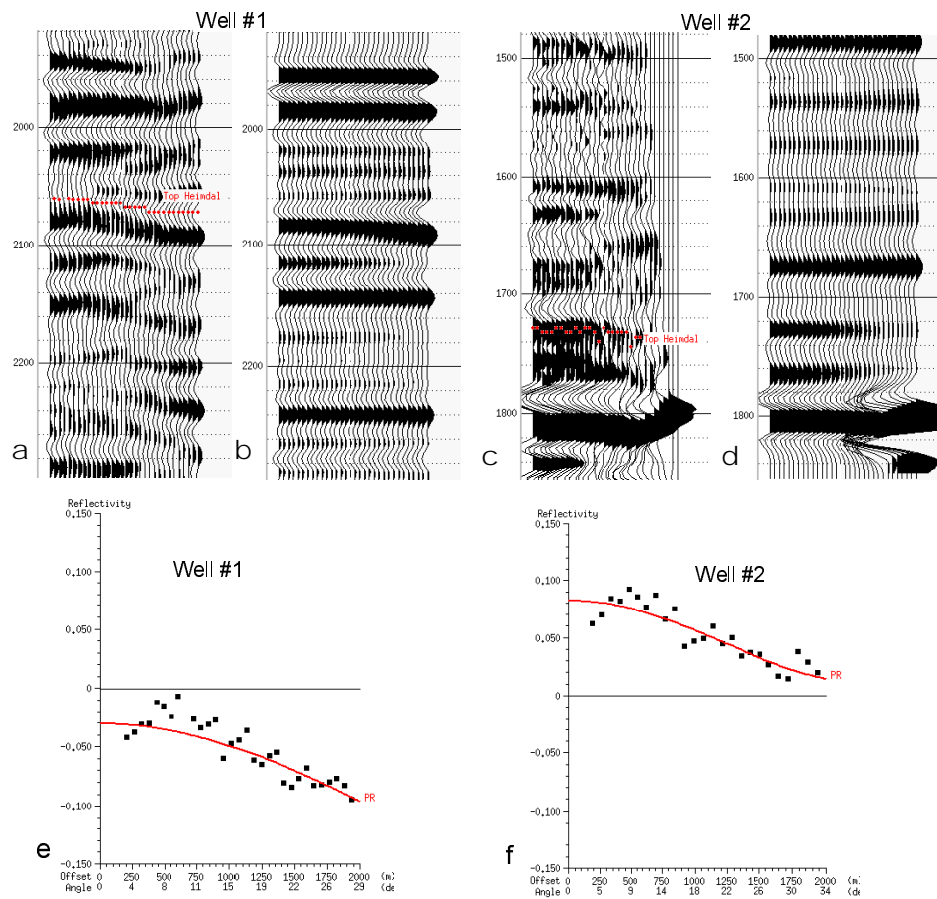 Well #1
Well #2
2000
2100
2200
Top Heimdal
a
2000
2100
2200
b
1500
1600
1700
1800
Top Heimdal
c
1500
1600
1700
1800
d
Reflectivity
0.150
0.100
0.050
0
-0.050
-0.100
-0.150
Well #1
PR
e
Offset 0 250 500 750 1000 1250 1500 1750 2000 (m)
Angle 0 4 8 11 15 19 22 26 29 (de
Reflectivity
0.150
0.100
0.050
0
-0.050
-0.100
-0.150
Well #2
PR
f
Offset 0 250 500 750 1000 1250 1500 1750 2000 (m)
Angle 0 5 9 14 18 22 26 30 34 (de